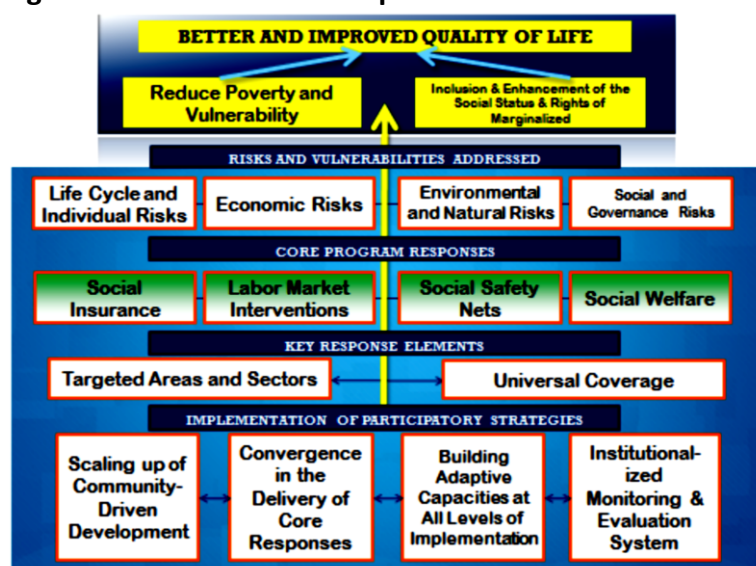 BETTER AND IMPROVED QUALITY OF LIFE
Reduce Poverty and
Vulnerability
Inclusion & Enhancement of the
Social Status & Rights of
Marginalized
RISKS AND VULNERABILITIES ADDRESSED
Life Cycle and
Individual Risks
Economic Risks
Environmental
and Natural Risks
Social and
Governance Risks
CORE PROGRAM RESPONSES
Social
Insurance
Labor Market
Interventions
Social Safety
Nets
Social Welfare
KEY RESPONSE ELEMENTS
Targeted Areas and Sectors
Universal Coverage
IMPLEMENTATION OF PARTICIPATORY STRATEGIES
Scaling up of
Community-
Driven
Development
Convergence
in the
Delivery of
Core
Responses
Building
Adaptive
Capacities at
All Levels of
Implementation
Institutional-
ized
Monitoring &
Evaluation
System